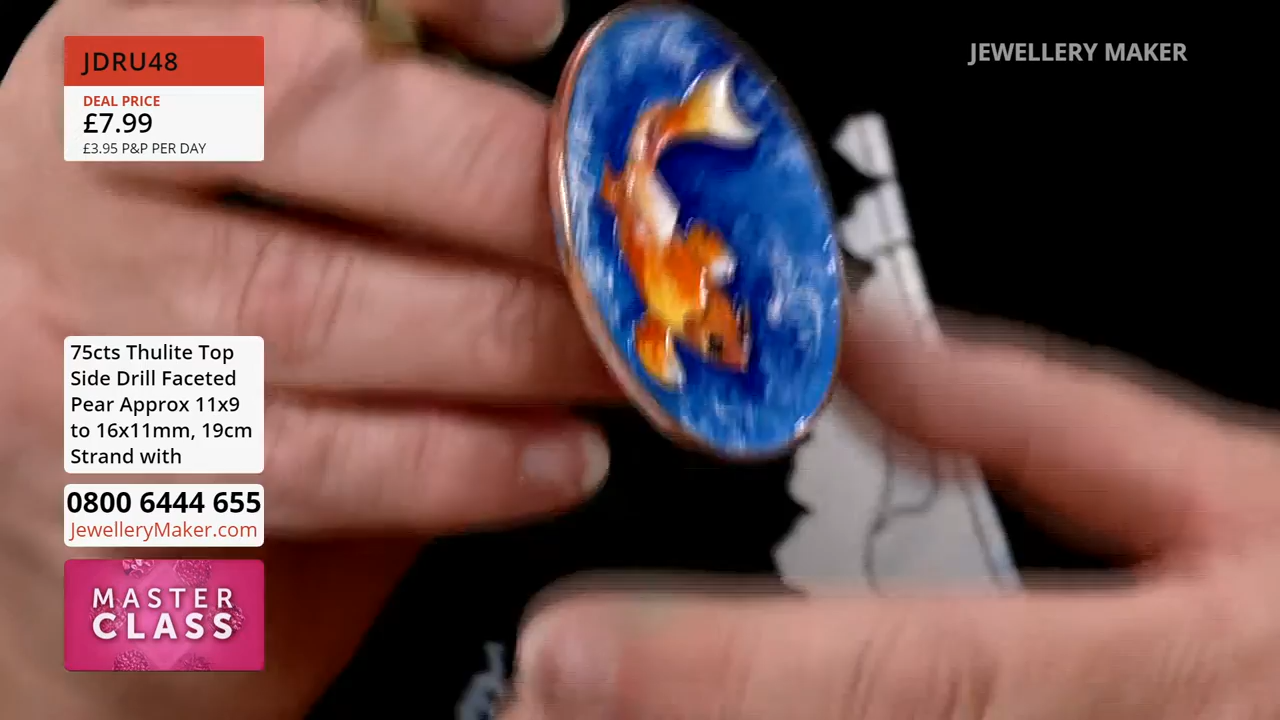 JDRU48
DEAL PRICE
£7.99
£3.95 P&P PER DAY
JEWELLERY MAKER
75cts Thulite Top
Side Drill Faceted
Pear Approx 11x9
to 16x11mm, 19cm
Strand with
0800 6444 655
JewelleryMaker.com
MASTER
CLASS